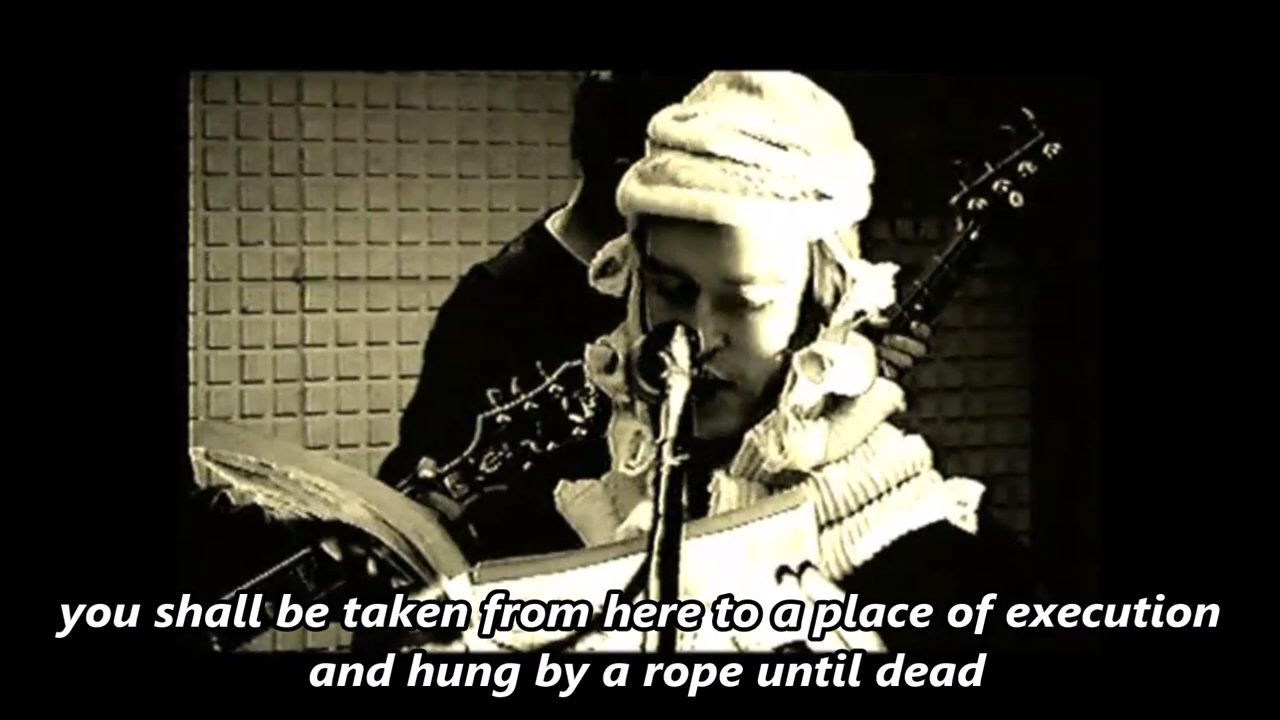 you shall be taken from here to a place of execution
and hung by a rope until dead